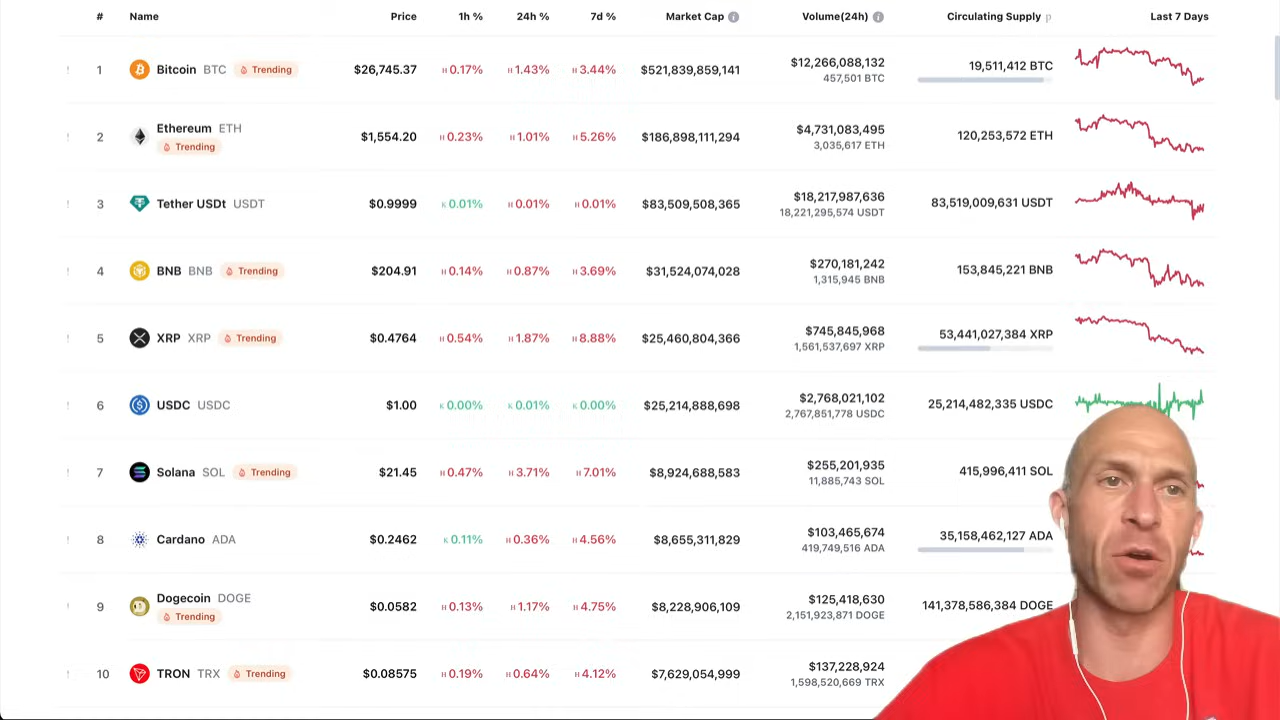 # Name Price 1h % 24h % 7d % Market Cap Volume(24h) Circulating Supply Last 7 Days
1 Bitcoin BTC Trending $26,745.37 0.17% 1.43% 3.44% $521,839,859,141 $12,266,088,132 19,511,412 BTC
457,501 BTC
2 Ethereum ETH $1,554.20 0.23% 1.01% 5.26% $186,898,111,294 $4,731,083,495 120,253,572 ETH
Trending 3,035,617 ETH
3 Tether USDt USDT $0.9999 0.01% 0.01% 0.01% $83,509,508,365 $18,217,987,636 83,519,009,631 USDT
18,221,295,574 USDT
4 BNB BNB Trending $204.91 0.14% 0.87% 3.69% $31,524,074,028 $270,181,242 153,845,221 BNB
1,315,945 BNB
5 XRP XRP Trending $0.4764 0.54% 1.87% 8.88% $25,460,804,366 $745,845,968 53,441,027,384 XRP
1,561,537,697 XRP
6 USDC USDC $1.00 0.00% 0.01% 0.00% $25,214,888,698 $2,768,021,102 25,214,482,335 USDC
2,767,851,778 USDC
7 Solana SOL Trending $21.45 0.47% 3.71% 7.01% $8,924,688,583 $255,201,935 415,996,411 SOL
11,885,743 SOL
8 Cardano ADA $0.2462 0.11% 0.36% 4.56% $8,655,311,829 $103,465,674 35,158,462,127 ADA
419,749,516 ADA
9 Dogecoin DOGE $0.0582 0.13% 1.17% 4.75% $8,228,906,109 $125,418,630 141,378,586,384 DOGE
Trending 2,151,923,871 DOGE
10 TRON TRX Trending $0.08575 0.19% 0.64% 4.12% $7,629,054,999 $137,228,924
1,598,520,669 TRX